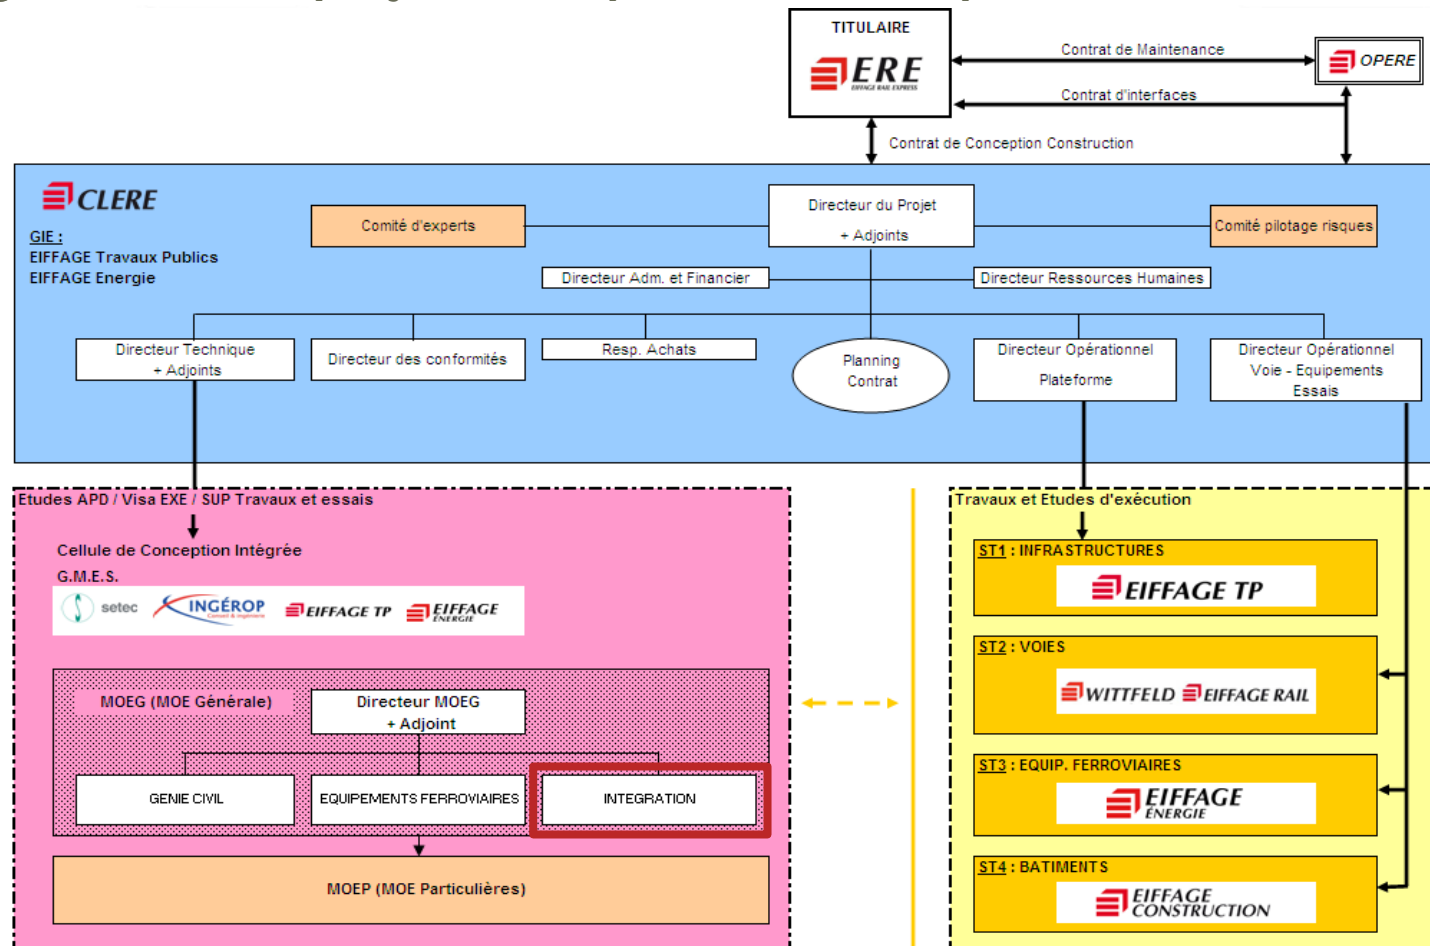 TITULAIRE
ERE
EIFFAGE RAIL EXPRESS
Contrat de Maintenance
OPERE
Contrat d'interfaces
Contrat de Conception Construction
CLERE
GIE :
EIFFAGE Travaux Publics
EIFFAGE Energie
Comité d'experts
Directeur du Projet
+ Adjoints
Comité pilotage risques
Directeur Adm. et Financier
Directeur Ressources Humaines
Directeur Technique
+ Adjoints
Directeur des conformités
Resp. Achats
Planning
Contrat
Directeur Opérationnel
Plateforme
Directeur Opérationnel
Voie - Equipements
Essais
Etudes APD / Visa EXE / SUP Travaux et essais
Cellule de Conception Intégrée
G.M.E.S.
setec
INGÉROP
Conseil & Ingénierie
EIFFAGE TP
EIFFAGE
ÉNERGIE
MOEG (MOE Générale)
Directeur MOEG
+ Adjoint
GENIE CIVIL
EQUIPEMENTS FERROVIAIRES
INTEGRATION
MOEP (MOE Particulières)
Travaux et Etudes d'exécution
ST1 : INFRASTRUCTURES
EIFFAGE TP
ST2 : VOIES
WITTFELD
EIFFAGE RAIL
ST3 : EQUIP. FERROVIAIRES
EIFFAGE
ÉNERGIE
ST4 : BATIMENTS
EIFFAGE
CONSTRUCTION